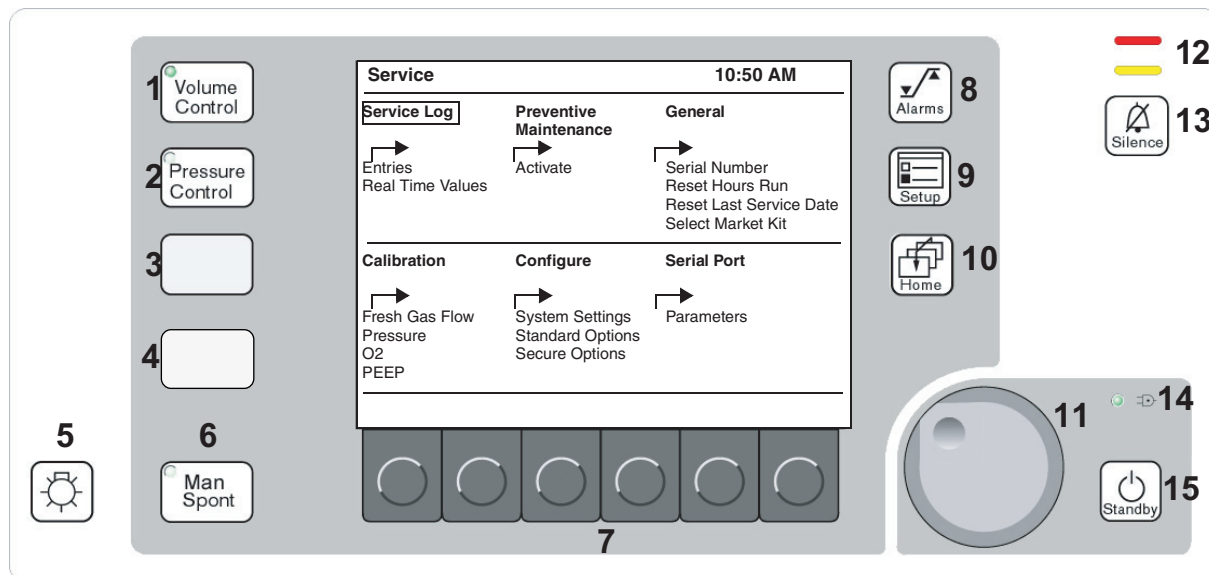 1 Volume Control
2 Pressure Control
3
4
5
6
Man Spont
Service 10:50 AM
Service Log
Entries
Real Time Values
Preventive Maintenance
Activate
General
Serial Number
Reset Hours Run
Reset Last Service Date
Select Market Kit
Calibration
Fresh Gas Flow
Pressure
O2
PEEP
Configure
System Settings
Standard Options
Secure Options
Serial Port
Parameters
7
Alarms 8
Setup 9
Home 10
11
12
Silence 13
14
Standby 15